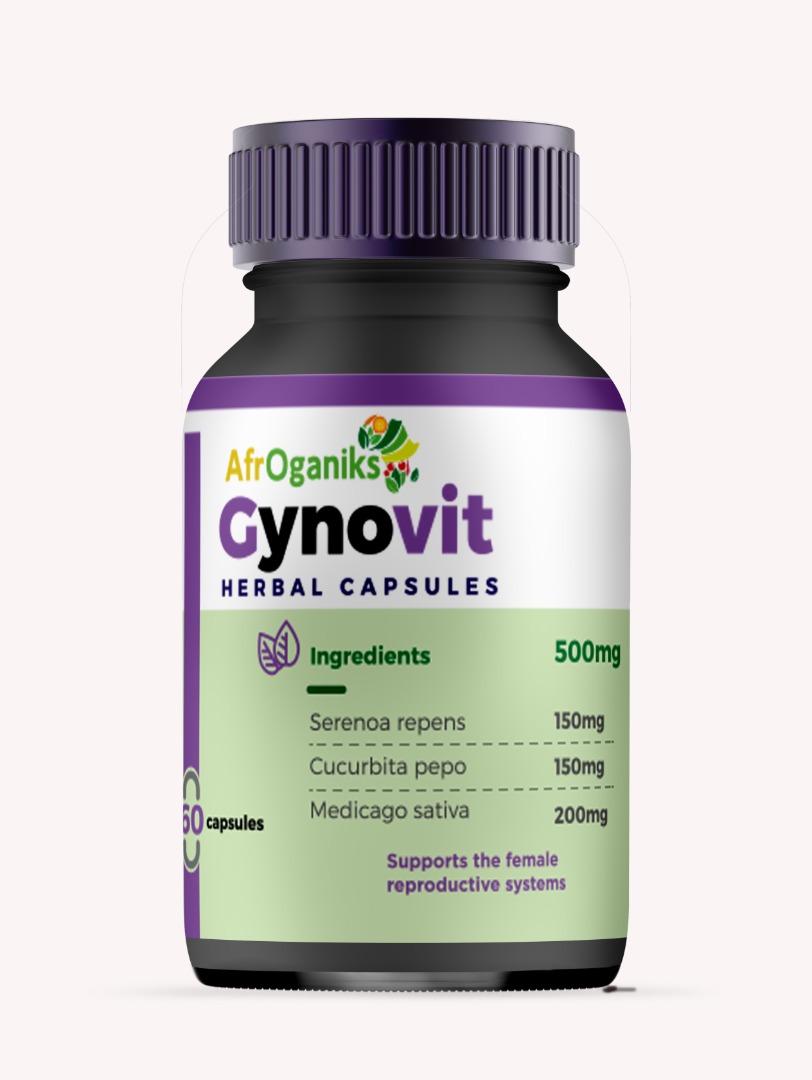 AfrOganiks
Gynovit
HERBAL CAPSULES
Ingredients 500mg
Serenoa repens 150mg
Cucurbita pepo 150mg
Medicago sativa 200mg
60 capsules
Supports the female
reproductive systems